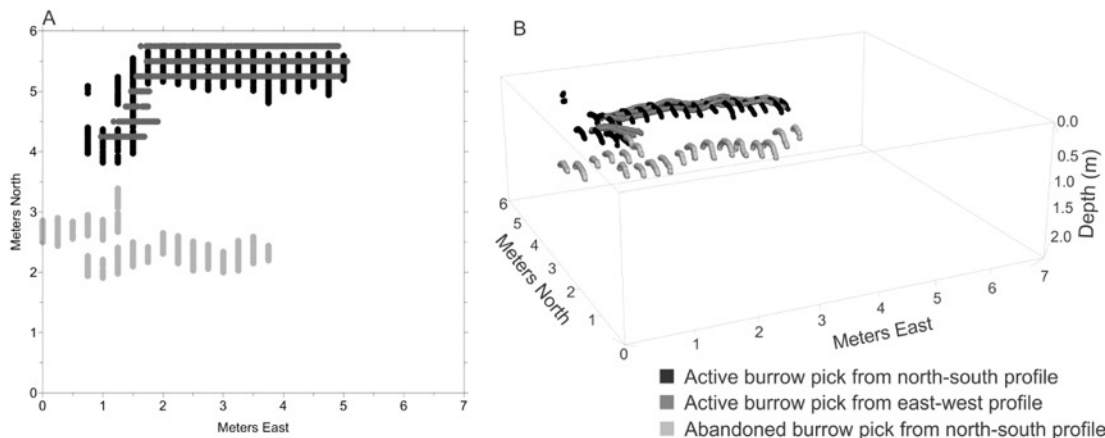 A
Meters North
6
5
4
3
2
1
0
0 1 2 3 4 5 6 7
Meters East
B
0.0
0.5
1.0
1.5
2.0
Depth (m)
6
5
4
3
2
1
Meters North
0 1 2 3 4 5 6 7
Meters East
Active burrow pick from north-south profile
Active burrow pick from east-west profile
Abandoned burrow pick from north-south profile